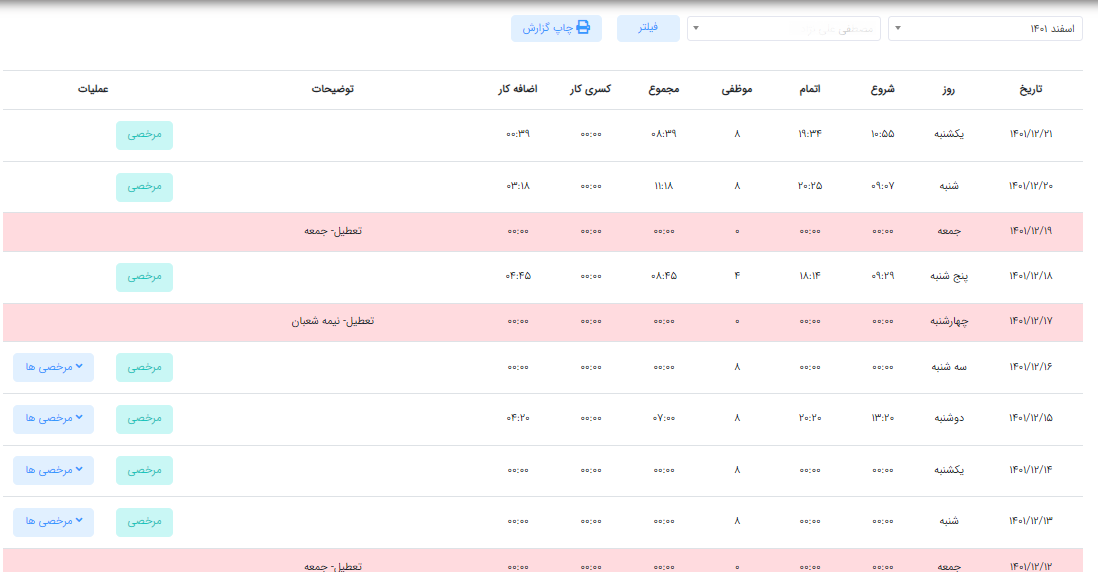 اسفند ۱۴۰۱ فیلتر چاپ گزارش
تاریخ روز شروع اتمام موظفی مجموع کسری کار اضافه کار توضیحات عملیات
۱۴۰۱/۱۲/۲۱ یکشنبه ۱۰:۵۵ ۱۹:۳۴ ۸ ۰۸:۳۹ ۰۰:۰۰ ۰۰:۳۹ مرخصی
۱۴۰۱/۱۲/۲۰ شنبه ۰۹:۰۷ ۲۰:۲۵ ۸ ۱۱:۱۸ ۰۰:۰۰ ۰۳:۱۸ مرخصی
۱۴۰۱/۱۲/۱۹ جمعه ۰۰:۰۰ ۰۰:۰۰ ۰ ۰۰:۰۰ ۰۰:۰۰ ۰۰:۰۰ تعطیل- جمعه
۱۴۰۱/۱۲/۱۸ پنج شنبه ۰۹:۲۹ ۱۸:۱۴ ۴ ۰۸:۴۵ ۰۰:۰۰ ۰۴:۴۵ مرخصی
۱۴۰۱/۱۲/۱۷ چهارشنبه ۰۰:۰۰ ۰۰:۰۰ ۰ ۰۰:۰۰ ۰۰:۰۰ ۰۰:۰۰ تعطیل- نیمه شعبان
۱۴۰۱/۱۲/۱۶ سه شنبه ۰۰:۰۰ ۰۰:۰۰ ۸ ۰۰:۰۰ ۰۰:۰۰ ۰۰:۰۰ مرخصی مرخصی ها
۱۴۰۱/۱۲/۱۵ دوشنبه ۱۳:۲۰ ۲۰:۲۰ ۸ ۰۷:۰۰ ۰۰:۰۰ ۰۴:۲۰ مرخصی مرخصی ها
۱۴۰۱/۱۲/۱۴ یکشنبه ۰۰:۰۰ ۰۰:۰۰ ۸ ۰۰:۰۰ ۰۰:۰۰ ۰۰:۰۰ مرخصی مرخصی ها
۱۴۰۱/۱۲/۱۳ شنبه ۰۰:۰۰ ۰۰:۰۰ ۸ ۰۰:۰۰ ۰۰:۰۰ ۰۰:۰۰ مرخصی مرخصی ها
۱۴۰۱/۱۲/۱۲ جمعه ۰۰:۰۰ ۰۰:۰۰ ۰ ۰۰:۰۰ ۰۰:۰۰ ۰۰:۰۰ تعطیل- جمعه